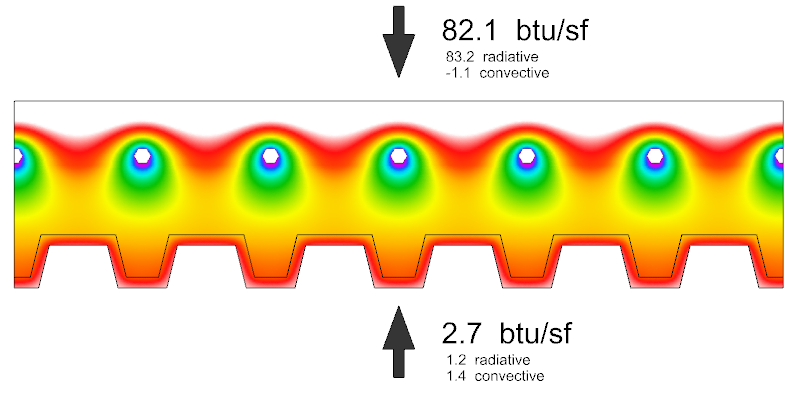 82.1 btu/sf
83.2 radiative
-1.1 convective
2.7 btu/sf
1.2 radiative
1.4 convective